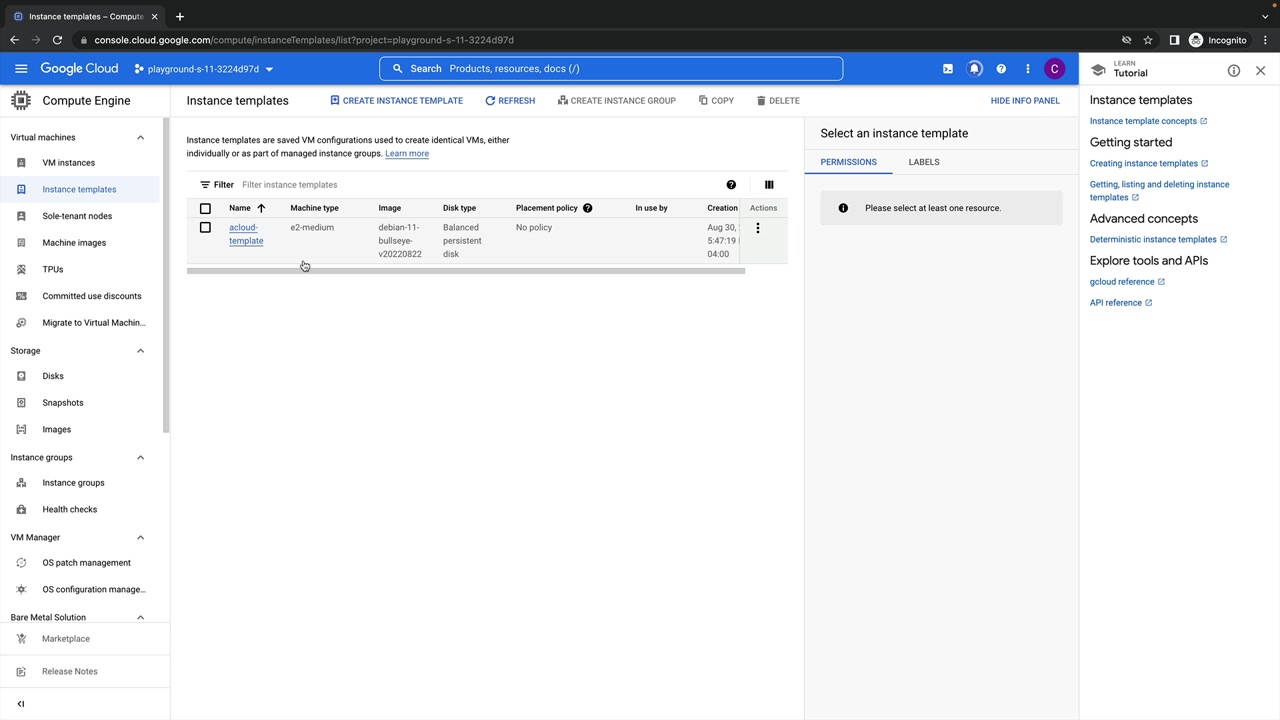 Instance templates – Compute
console.cloud.google.com/compute/instanceTemplates/list?project=playground-s-11-3224d97d
Incognito
Google Cloud
playground-s-11-3224d97d
Search Products, resources, docs (/)
C
LEARN
Tutorial
Compute Engine
Instance templates
CREATE INSTANCE TEMPLATE
REFRESH
CREATE INSTANCE GROUP
COPY
DELETE
HIDE INFO PANEL
Virtual machines
VM instances
Instance templates
Sole-tenant nodes
Machine images
TPUs
Committed use discounts
Migrate to Virtual Machin...
Storage
Disks
Snapshots
Images
Instance groups
Instance groups
Health checks
VM Manager
OS patch management
OS configuration manage...
Bare Metal Solution
Marketplace
Release Notes
Instance templates are saved VM configurations used to create identical VMs, either
individually or as part of managed instance groups. Learn more
Filter Filter instance templates
Name Machine type Image Disk type Placement policy In use by Creation Actions
acloud- e2-medium debian-11- Balanced No policy Aug 30,
template bullseye- persistent 5:47:19
v20220822 disk 04:00
Select an instance template
PERMISSIONS LABELS
Please select at least one resource.
Instance templates
Instance template concepts
Getting started
Creating instance templates
Getting, listing and deleting instance
templates
Advanced concepts
Deterministic instance templates
Explore tools and APIs
gcloud reference
API reference